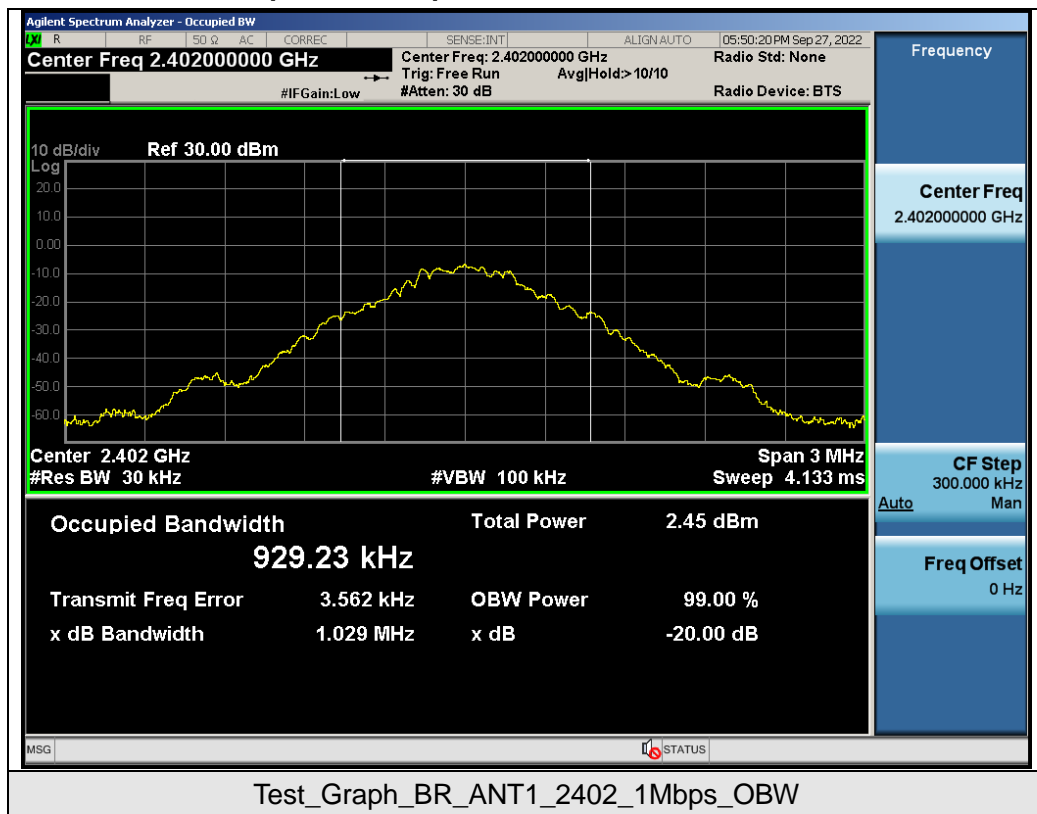 Agilent Spectrum Analyzer - Occupied BW
LXI R RF 50 Ω AC CORREC SENSE:INT ALIGN AUTO 05:50:20 PM Sep 27, 2022
Center Freq 2.402000000 GHz
Center Freq: 2.402000000 GHz
Radio Std: None
Trig: Free Run Avg|Hold:> 10/10
#IFGain:Low
#Atten: 30 dB
Radio Device: BTS
Frequency
10 dB/div Ref 30.00 dBm
Log
20.0
10.0
0.00
-10.0
-20.0
-30.0
-40.0
-50.0
-60.0
Center 2.402 GHz
Span 3 MHz
#Res BW 30 kHz
#VBW 100 kHz
Sweep 4.133 ms
Center Freq
2.402000000 GHz
CF Step
300.000 kHz
Auto Man
Freq Offset
0 Hz
Occupied Bandwidth
929.23 kHz
Total Power 2.45 dBm
Transmit Freq Error 3.562 kHz
OBW Power 99.00 %
x dB Bandwidth 1.029 MHz
x dB -20.00 dB
MSG
STATUS
Test_Graph_BR_ANT1_2402_1Mbps_OBW